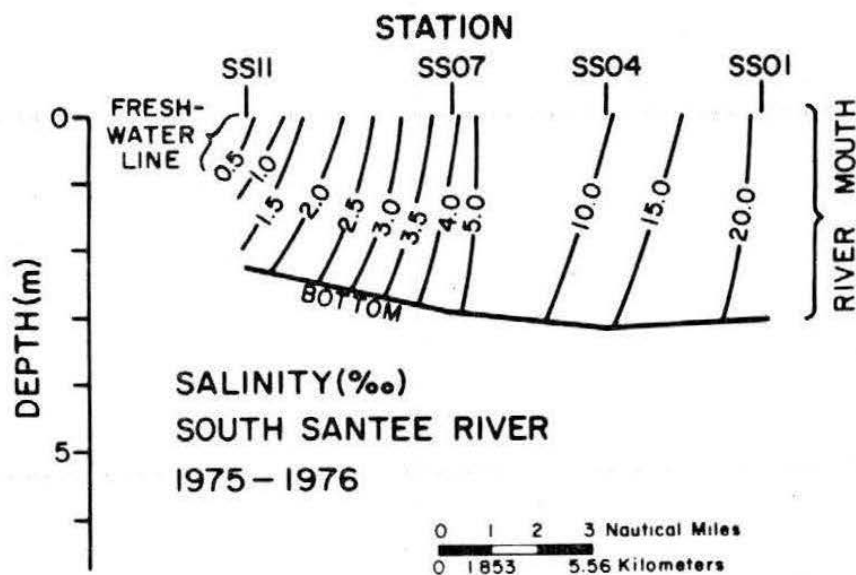 STATION
SS11 SS07 SS04 SS01
0
FRESH-
WATER
LINE
0.5
1.0
1.5
2.0
2.5
3.0
3.5
4.0
5.0
10.0
15.0
20.0
RIVER MOUTH
BOTTOM
DEPTH(m)
5
SALINITY(‰)
SOUTH SANTEE RIVER
1975-1976
0 1 2 3 Nautical Miles
0 1.853 5.56 Kilometers